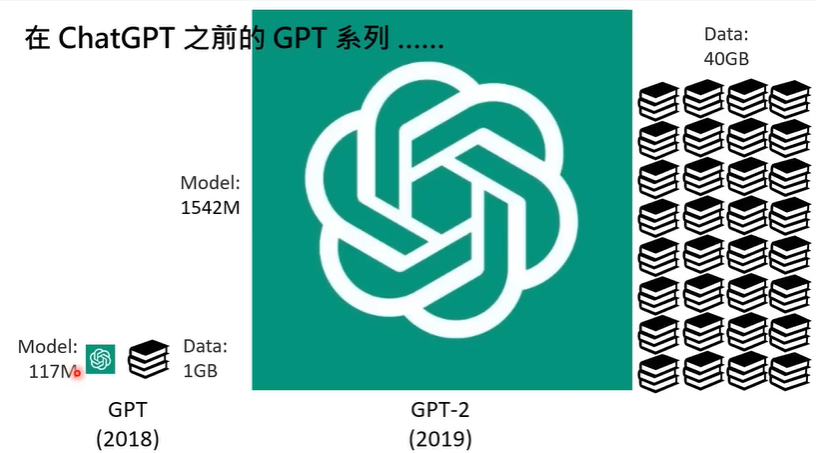 在 ChatGPT 之前的 GPT 系列 ……
Data:
40GB
Model:
1542M
Model:
117M
Data:
1GB
GPT
(2018)
GPT-2
(2019)